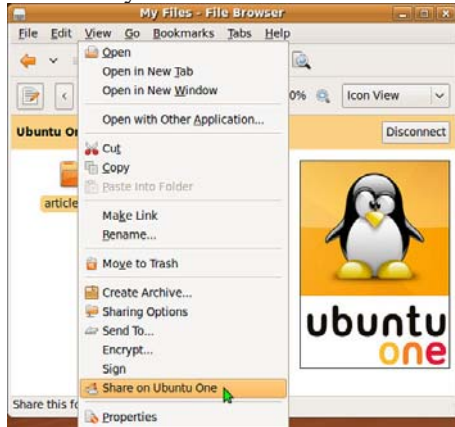 My Files - File Browser
File Edit View Go Bookmarks Tabs Help
0% Icon View
Ubuntu Disconnect
article
Open
Open in New Tab
Open in New Window
Open with Other Application...
Cut
Copy
Paste Into Folder
Make Link
Rename...
Move to Trash
Create Archive...
Sharing Options
Send To...
Encrypt...
Sign
Share on Ubuntu One
Properties
ubuntu
one
Share this